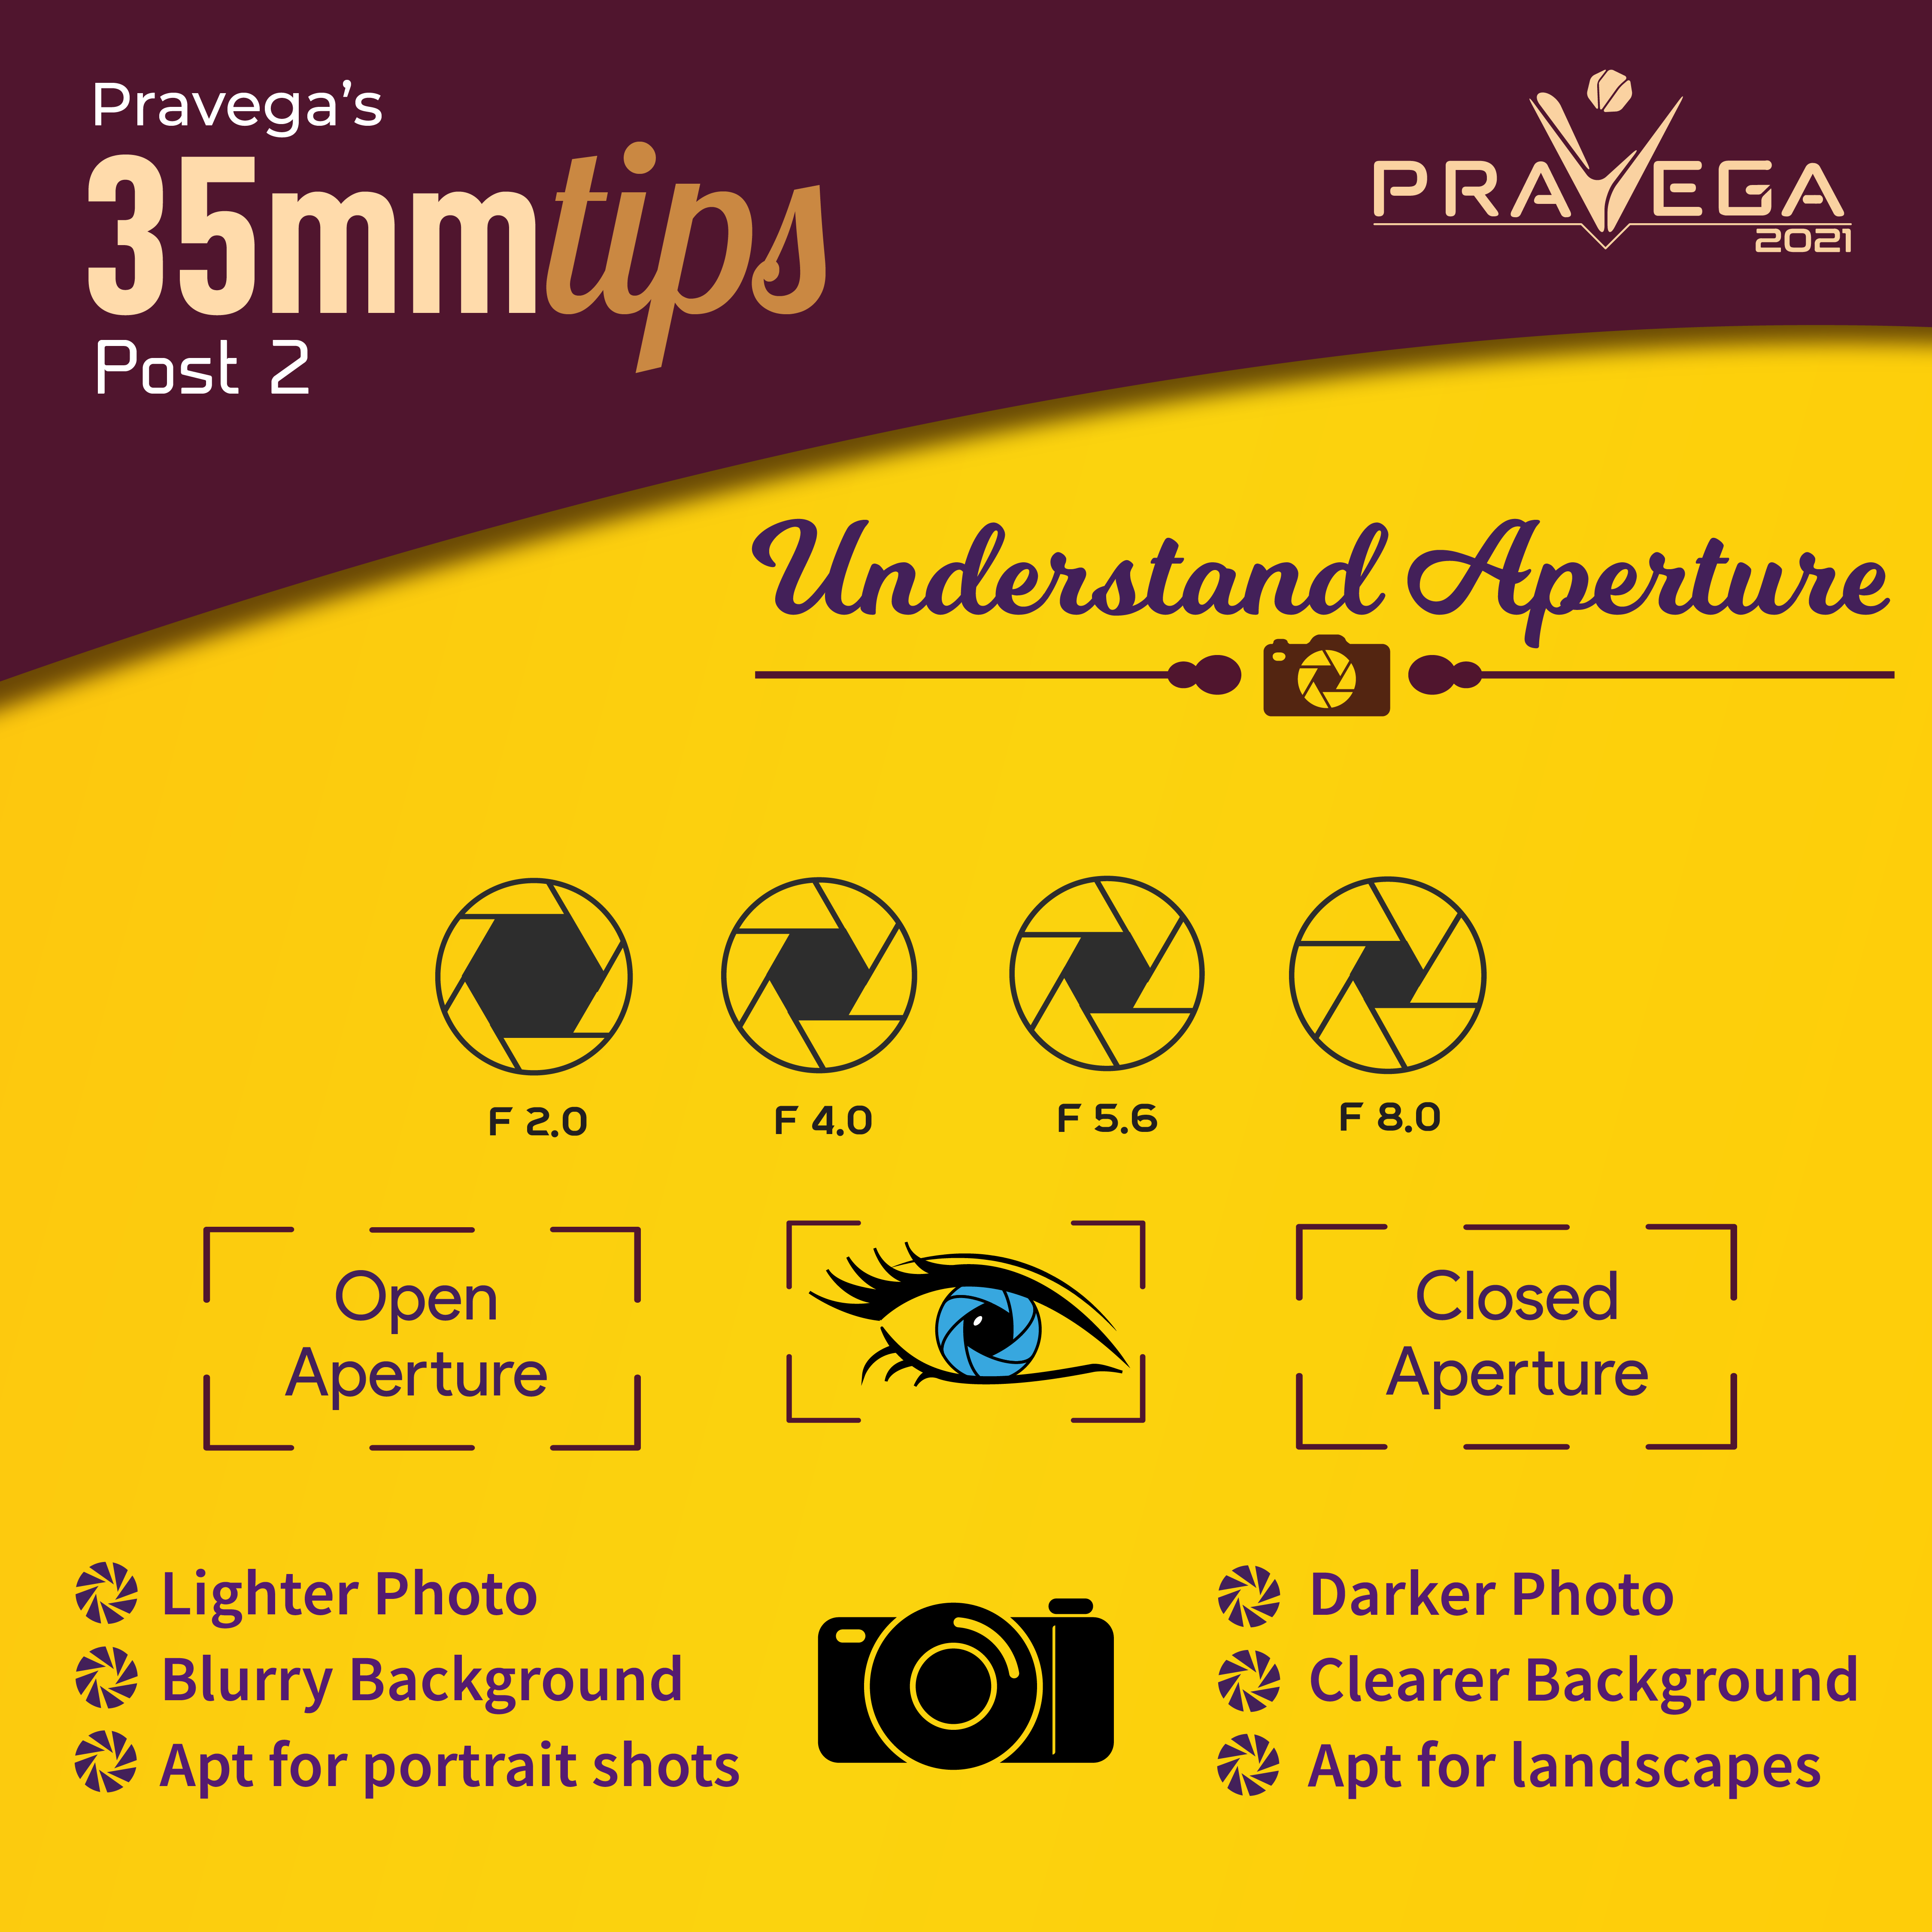 Pravega's
35mmtips
Post 2
PRAVEGA
2021
Understand Aperture
F 2.0
F 4.0
F 5.6
F 8.0
Open
Aperture
Closed
Aperture
Lighter Photo
Blurry Background
Apt for portrait shots
Darker Photo
Clearer Background
Apt for landscapes